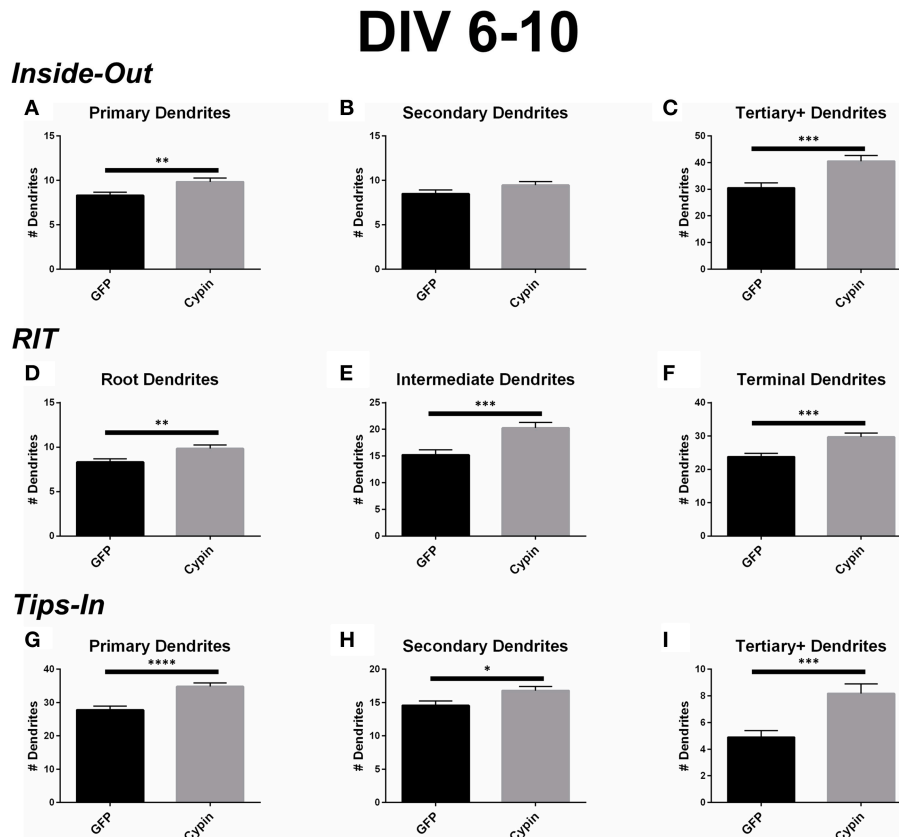 DIV 6-10
Inside-Out
A Primary Dendrites
15
10
5
0
# Dendrites
**
GFP Cypin
B Secondary Dendrites
15
10
5
0
# Dendrites
GFP Cypin
C Tertiary+ Dendrites
50
40
30
20
10
0
# Dendrites
***
GFP Cypin
RIT
D Root Dendrites
15
10
5
0
# Dendrites
**
GFP Cypin
E Intermediate Dendrites
25
20
15
10
5
0
# Dendrites
***
GFP Cypin
F Terminal Dendrites
40
30
20
10
0
# Dendrites
***
GFP Cypin
Tips-In
G Primary Dendrites
40
30
20
10
0
# Dendrites
****
GFP Cypin
H Secondary Dendrites
20
15
10
5
0
# Dendrites
*
GFP Cypin
I Tertiary+ Dendrites
10
8
6
4
2
0
# Dendrites
***
GFP Cypin